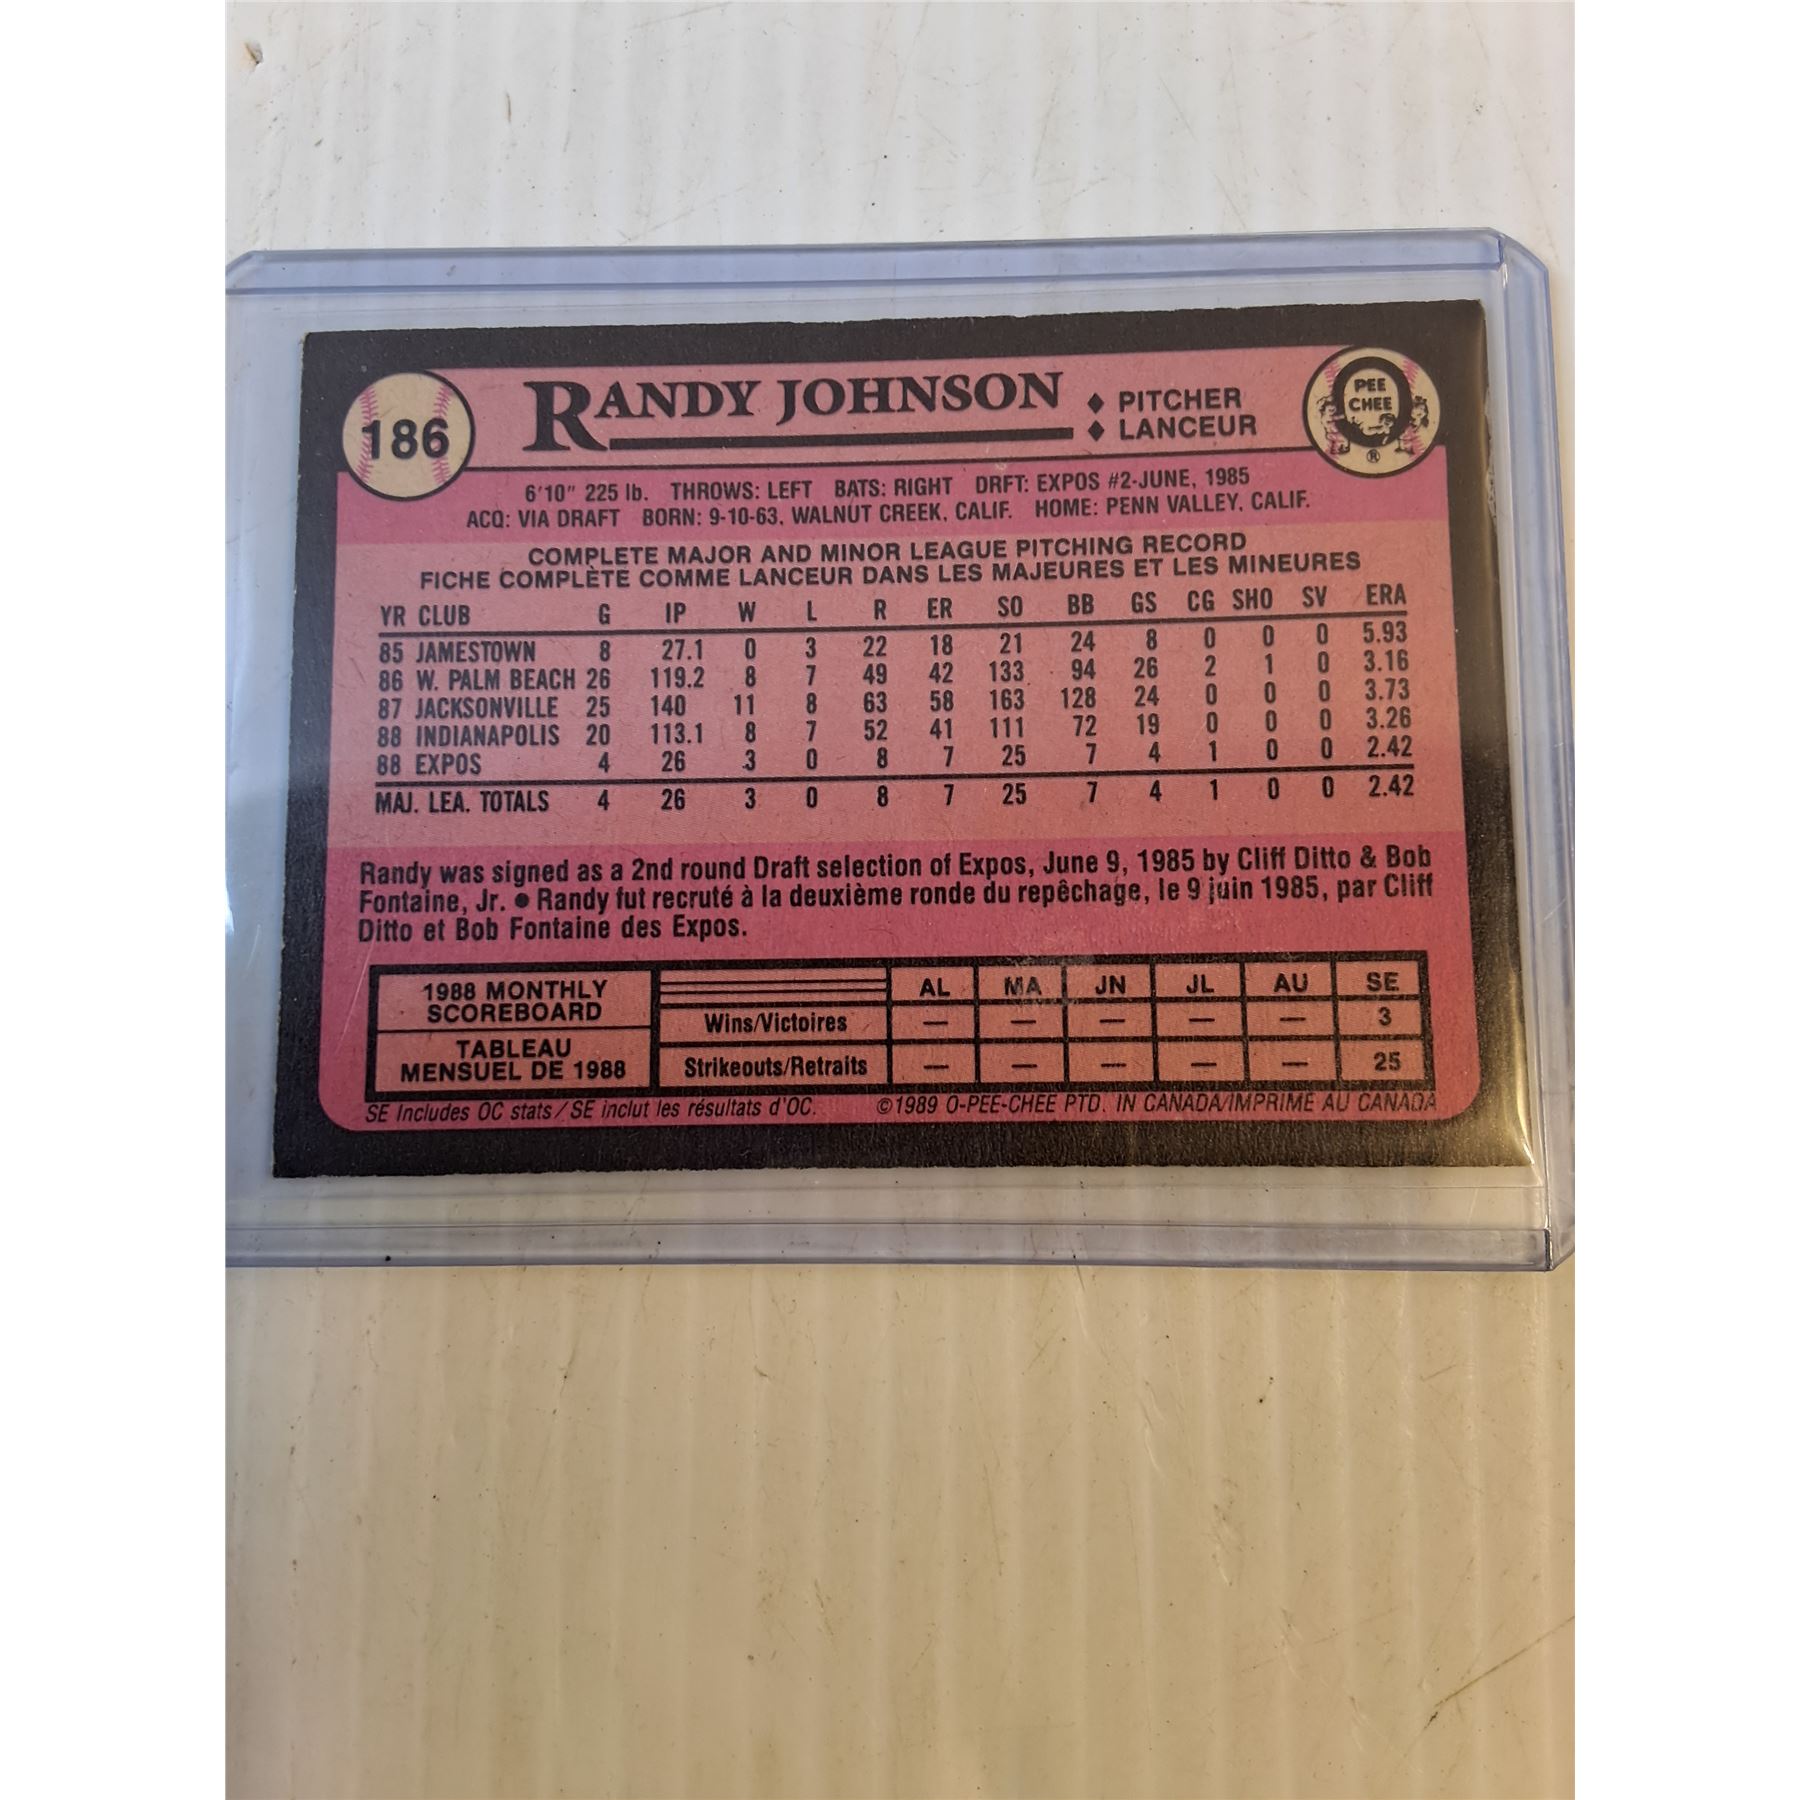 186
RANDY JOHNSON
♦ PITCHER
♦ LANCEUR
O PEE CHEE ®
6'10" 225 lb. THROWS: LEFT BATS: RIGHT DRFT: EXPOS #2-JUNE, 1985
ACQ: VIA DRAFT BORN: 9-10-63, WALNUT CREEK, CALIF. HOME: PENN VALLEY, CALIF.
COMPLETE MAJOR AND MINOR LEAGUE PITCHING RECORD
FICHE COMPLÈTE COMME LANCEUR DANS LES MAJEURES ET LES MINEURES
YR CLUB G IP W L R ER SO BB GS CG SHO SV ERA
85 JAMESTOWN 8 27.1 0 3 22 18 21 24 8 0 0 0 5.93
86 W. PALM BEACH 26 119.2 8 7 49 42 133 94 26 2 1 0 3.16
87 JACKSONVILLE 25 140 11 8 63 58 163 128 24 0 0 0 3.73
88 INDIANAPOLIS 20 113.1 8 7 52 41 111 72 19 0 0 0 3.26
88 EXPOS 4 26 3 0 8 7 25 7 4 1 0 0 2.42
MAJ. LEA. TOTALS 4 26 3 0 8 7 25 7 4 1 0 0 2.42
Randy was signed as a 2nd round Draft selection of Expos, June 9, 1985 by Cliff Ditto & Bob
Fontaine, Jr. ● Randy fut recruté à la deuxième ronde du repêchage, le 9 juin 1985, par Cliff
Ditto et Bob Fontaine des Expos.
1988 MONTHLY
SCOREBOARD
TABLEAU
MENSUEL DE 1988
AL MA JN JL AU SE
Wins/Victoires — — — — — 3
Strikeouts/Retraits — — — — — 25
SE Includes OC stats/SE inclut les résultats d'OC. ©1989 O-PEE-CHEE PTD. IN CANADA/IMPRIME AU CANADA